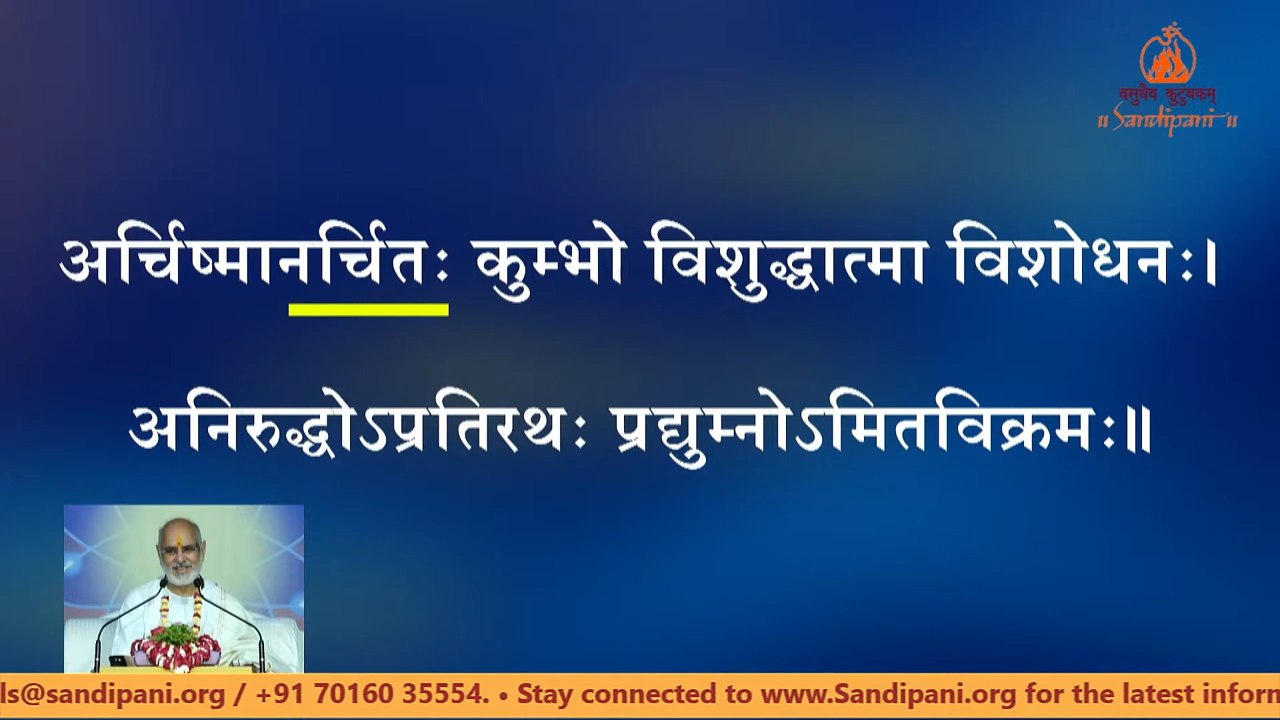 ॐ
वसुधैव कुटुंबकम्
॥ Sandipani ॥
अर्चिष्मानर्चितः कुम्भो विशुद्धात्मा विशोधनः।
अनिरुद्धोऽप्रतिरथः प्रद्युम्नोऽमितविक्रमः॥
ls@sandipani.org / +91 70160 35554. • Stay connected to www.Sandipani.org for the latest inforn